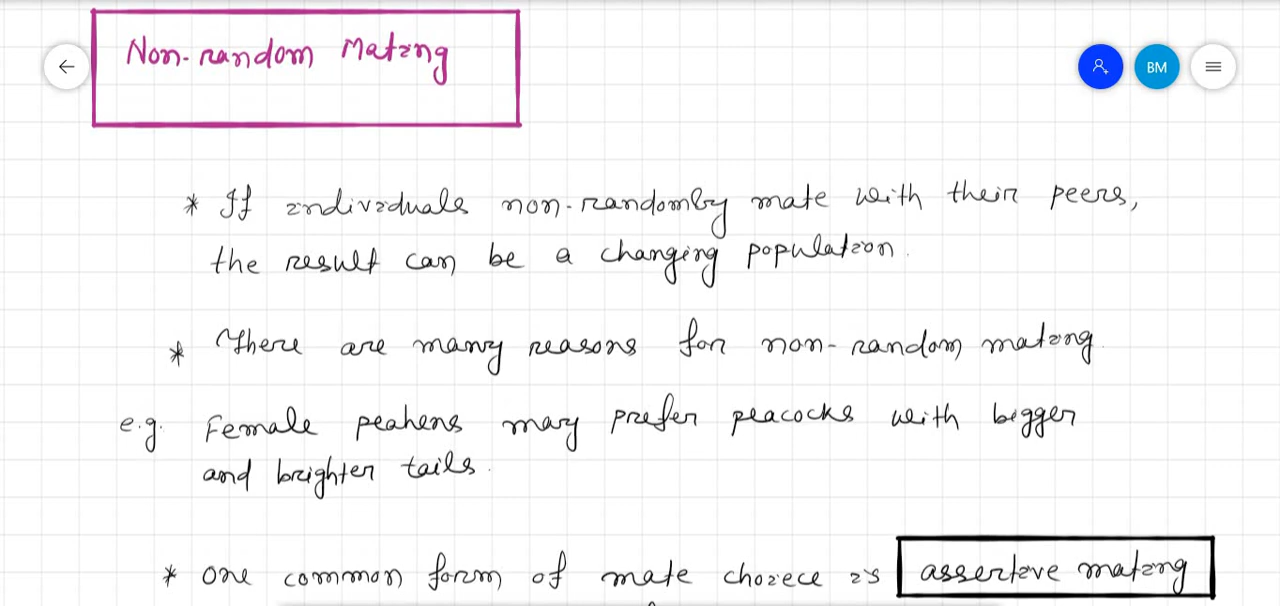 Non-random Mating
BM
* If individuals non-randomly mate with their peers,
the result can be a changing population.
* There are many reasons for non-random mating.
e.g. Female peahens may prefer peacocks with bigger
and brighter tails.
* one common form of mate choice is assertive mating